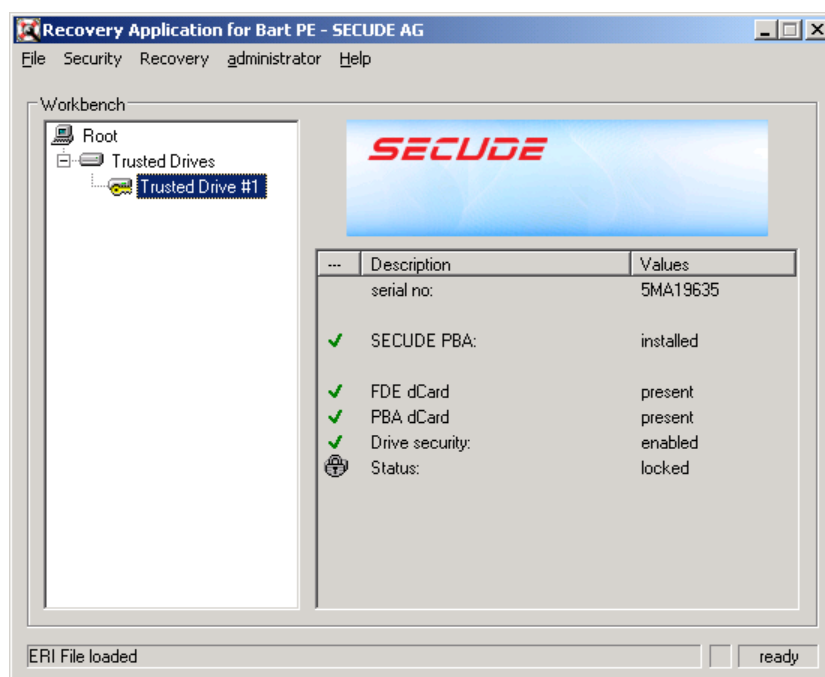 Recovery Application for Bart PE - SECUDE AG
File Security Recovery administrator Help
Workbench
Root
Trusted Drives
Trusted Drive #1
SECUDE
--- Description Values
serial no: 5MA19635
SECUDE PBA: installed
FDE dCard present
PBA dCard present
Drive security: enabled
Status: locked
ERI File loaded ready